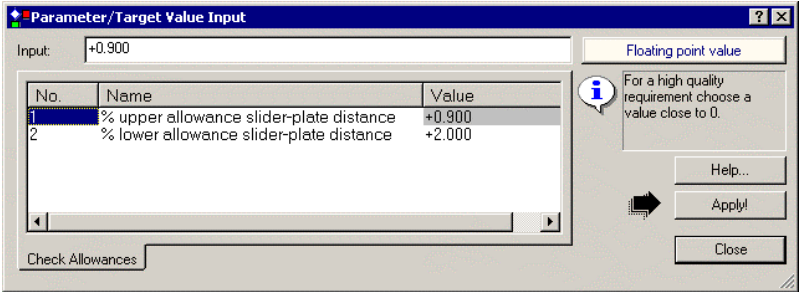 Parameter/Target Value Input
Input: +0.900 Floating point value
No. Name Value
1 % upper allowance slider-plate distance +0.900
2 % lower allowance slider-plate distance +2.000
For a high quality
requirement choose a
value close to 0.
Help...
Apply!
Close
Check Allowances